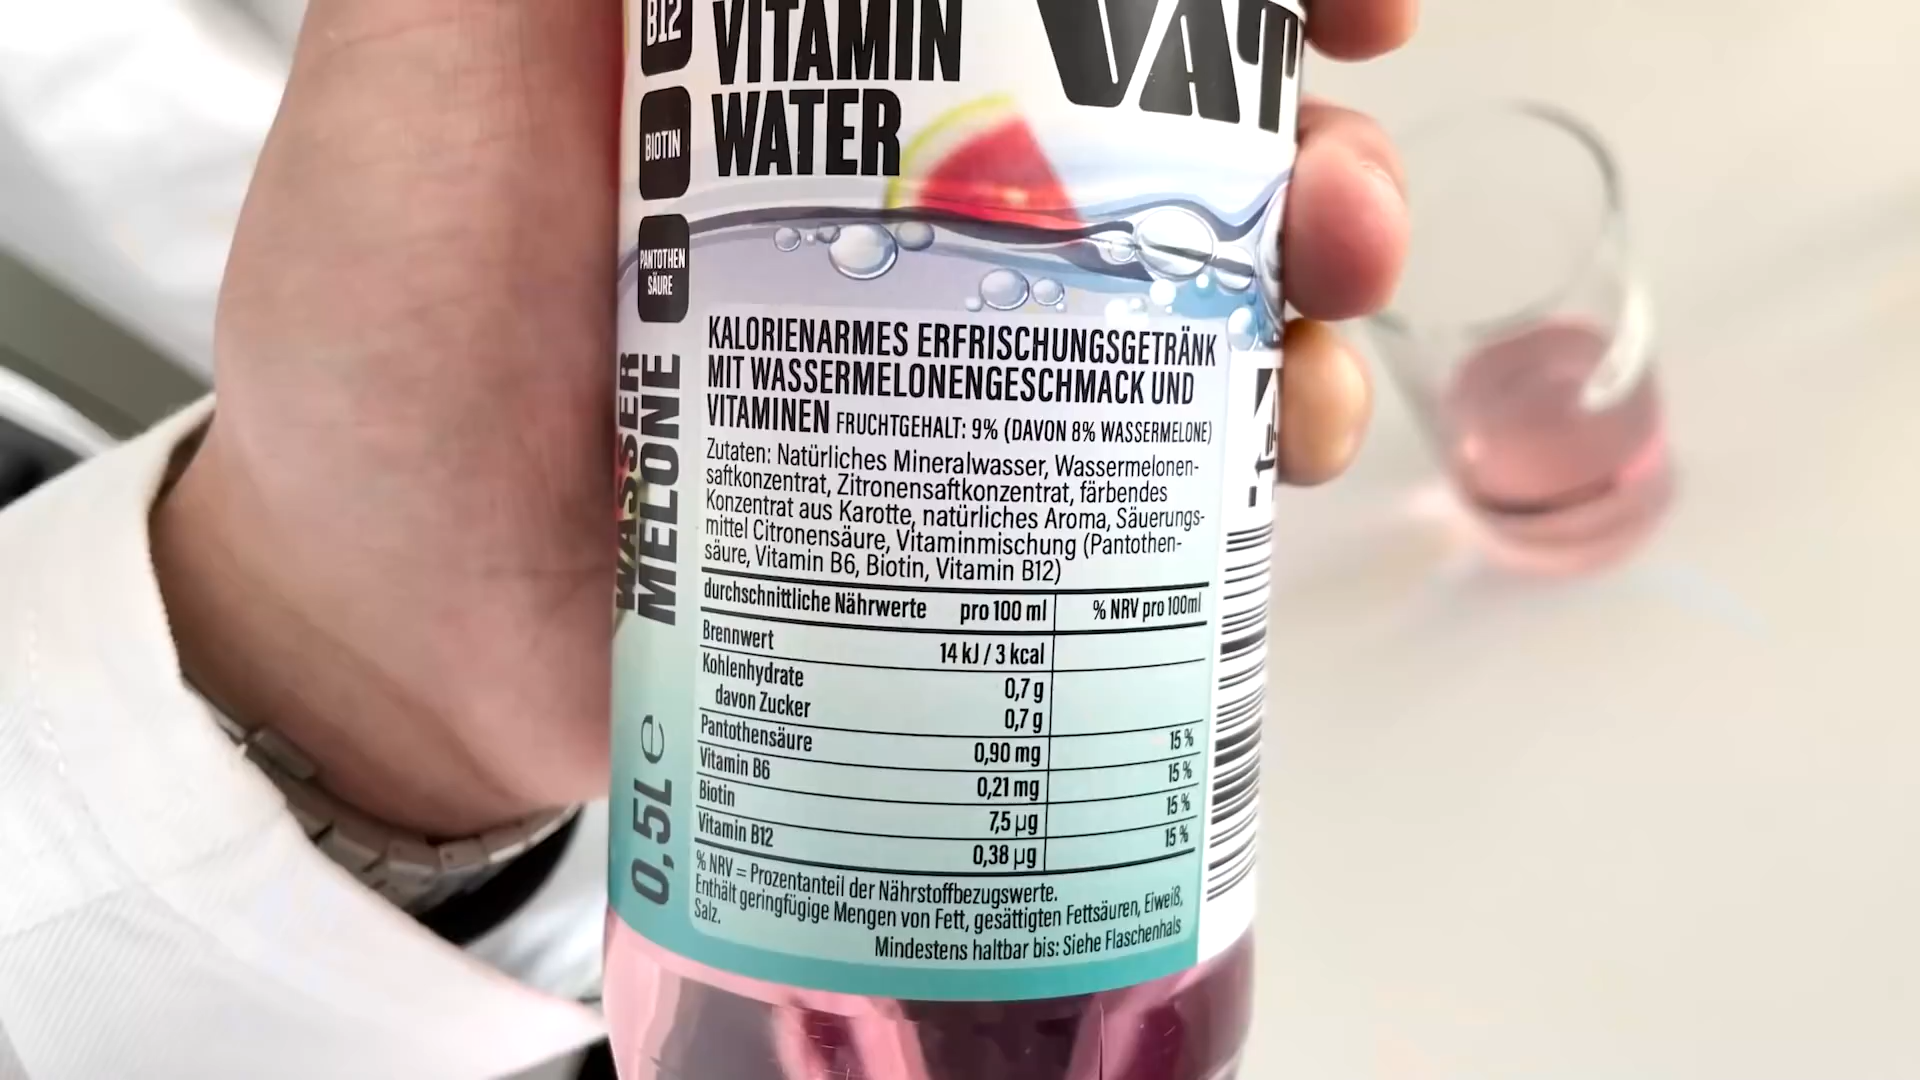 B12
BIOTIN
PANTOTHEN
SÄURE
VITAMIN
WATER
VAT
WASSER
MELONE
0,5L e
KALORIENARMES ERFRISCHUNGSGETRÄNK
MIT WASSERMELONENGESCHMACK UND
VITAMINEN FRUCHTGEHALT: 9% (DAVON 8% WASSERMELONE)
Zutaten: Natürliches Mineralwasser, Wassermelonen-
saftkonzentrat, Zitronensaftkonzentrat, färbendes
Konzentrat aus Karotte, natürliches Aroma, Säuerungs-
mittel Citronensäure, Vitaminmischung (Pantothen-
säure, Vitamin B6, Biotin, Vitamin B12)
durchschnittliche Nährwerte pro 100 ml % NRV pro 100ml
Brennwert 14 kJ / 3 kcal
Kohlenhydrate 0,7 g
davon Zucker 0,7 g
Pantothensäure 0,90 mg 15 %
Vitamin B6 0,21 mg 15 %
Biotin 7,5 µg 15 %
Vitamin B12 0,38 µg 15 %
% NRV = Prozentanteil der Nährstoffbezugswerte.
Enthält geringfügige Mengen von Fett, gesättigten Fettsäuren, Eiweiß,
Salz.
Mindestens haltbar bis: Siehe Flaschenhals